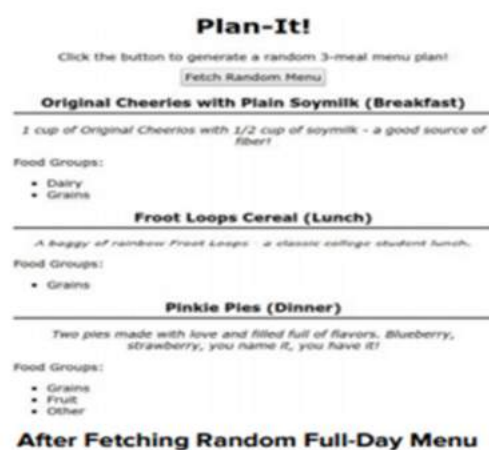 Plan-It!
Click the button to generate a random 3-meal menu plan!
Fetch Random Menu
Original Cheeries with Plain Soymilk (Breakfast)
1 cup of Original Cheerios with 1/2 cup of soymilk - a good source of
fiber!
Food Groups:
• Dairy
• Grains
Froot Loops Cereal (Lunch)
A baggy of rainbow Froot Loops - a classic college student lunch.
Food Groups:
• Grains
Pinkie Pies (Dinner)
Two pies made with love and filled full of flavors. Blueberry,
strawberry, you name it, you have it!
Food Groups:
• Grains
• Fruit
• Other
After Fetching Random Full-Day Menu